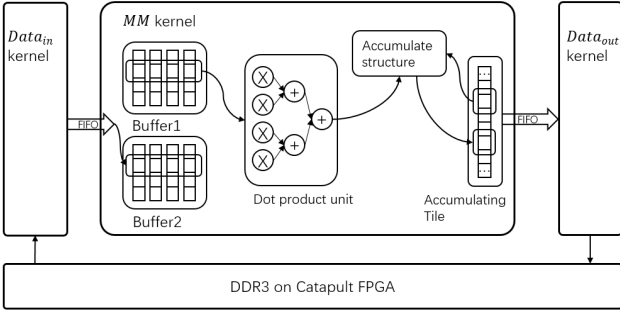 Data_in
kernel
MM kernel
Buffer1
Buffer2
FIFO
X
X
X
X
+
+
+
Dot product unit
Accumulate
structure
...
...
Accumulating
Tile
FIFO
Data_out
kernel
DDR3 on Catapult FPGA